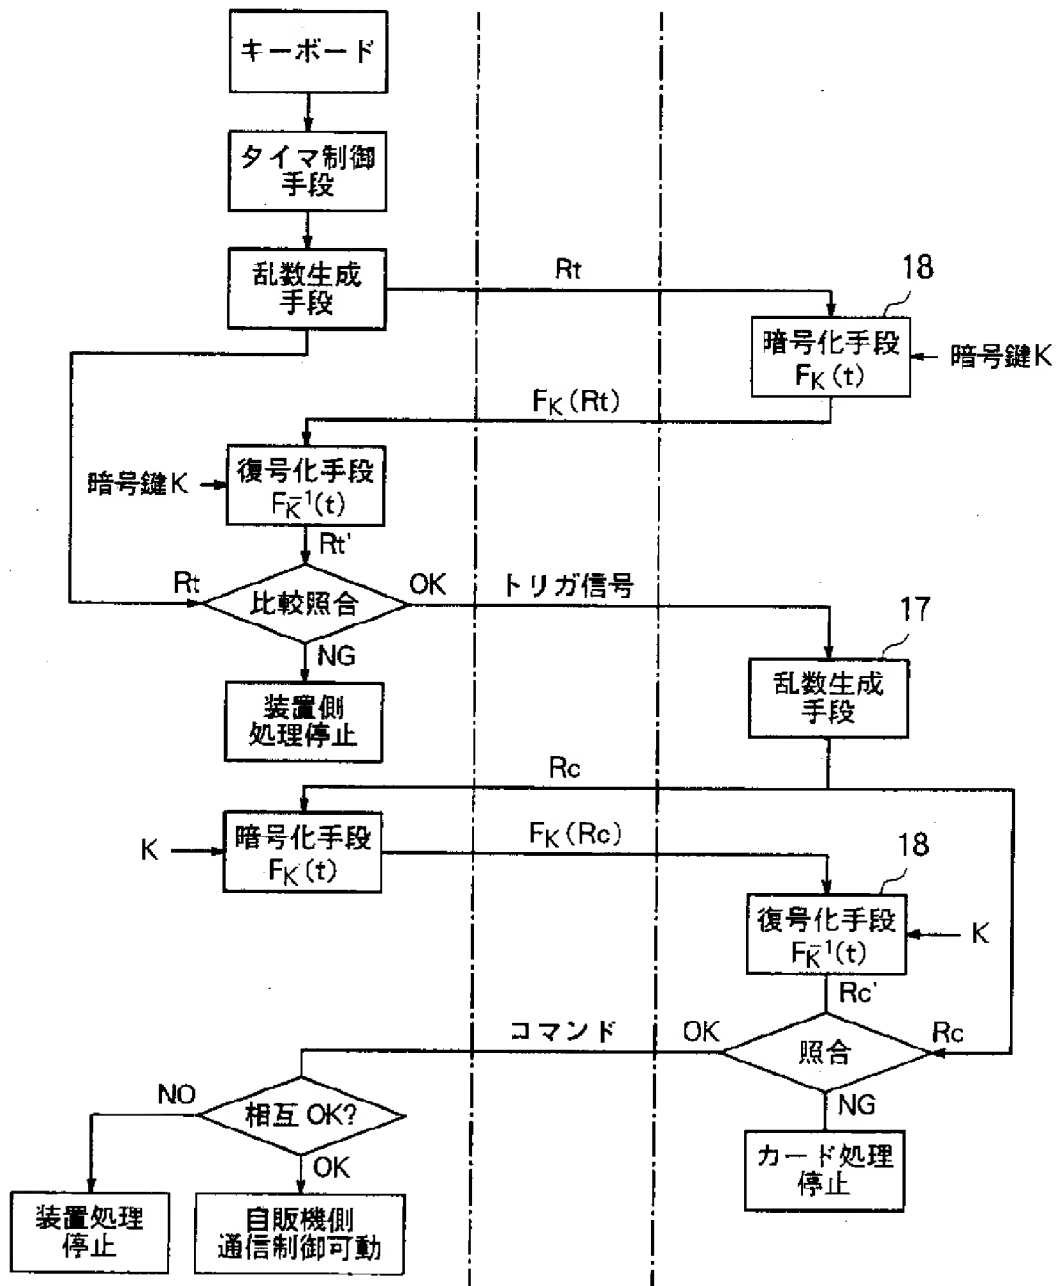 キーボード
タイマ制御
手段
乱数生成
手段
Rt
18
暗号化手段
FK(t)
暗号鍵K
FK(Rt)
暗号鍵K
復号化手段
FK⁻¹(t)
Rt'
Rt
比較照合
OK
トリガ信号
NG
装置側
処理停止
17
乱数生成
手段
Rc
K
暗号化手段
FK(t)
FK(Rc)
18
復号化手段
FK⁻¹(t)
K
Rc'
Rc
照合
OK
コマンド
NG
カード処理
停止
相互OK?
NO
OK
装置処理
停止
自販機側
通信制御可動